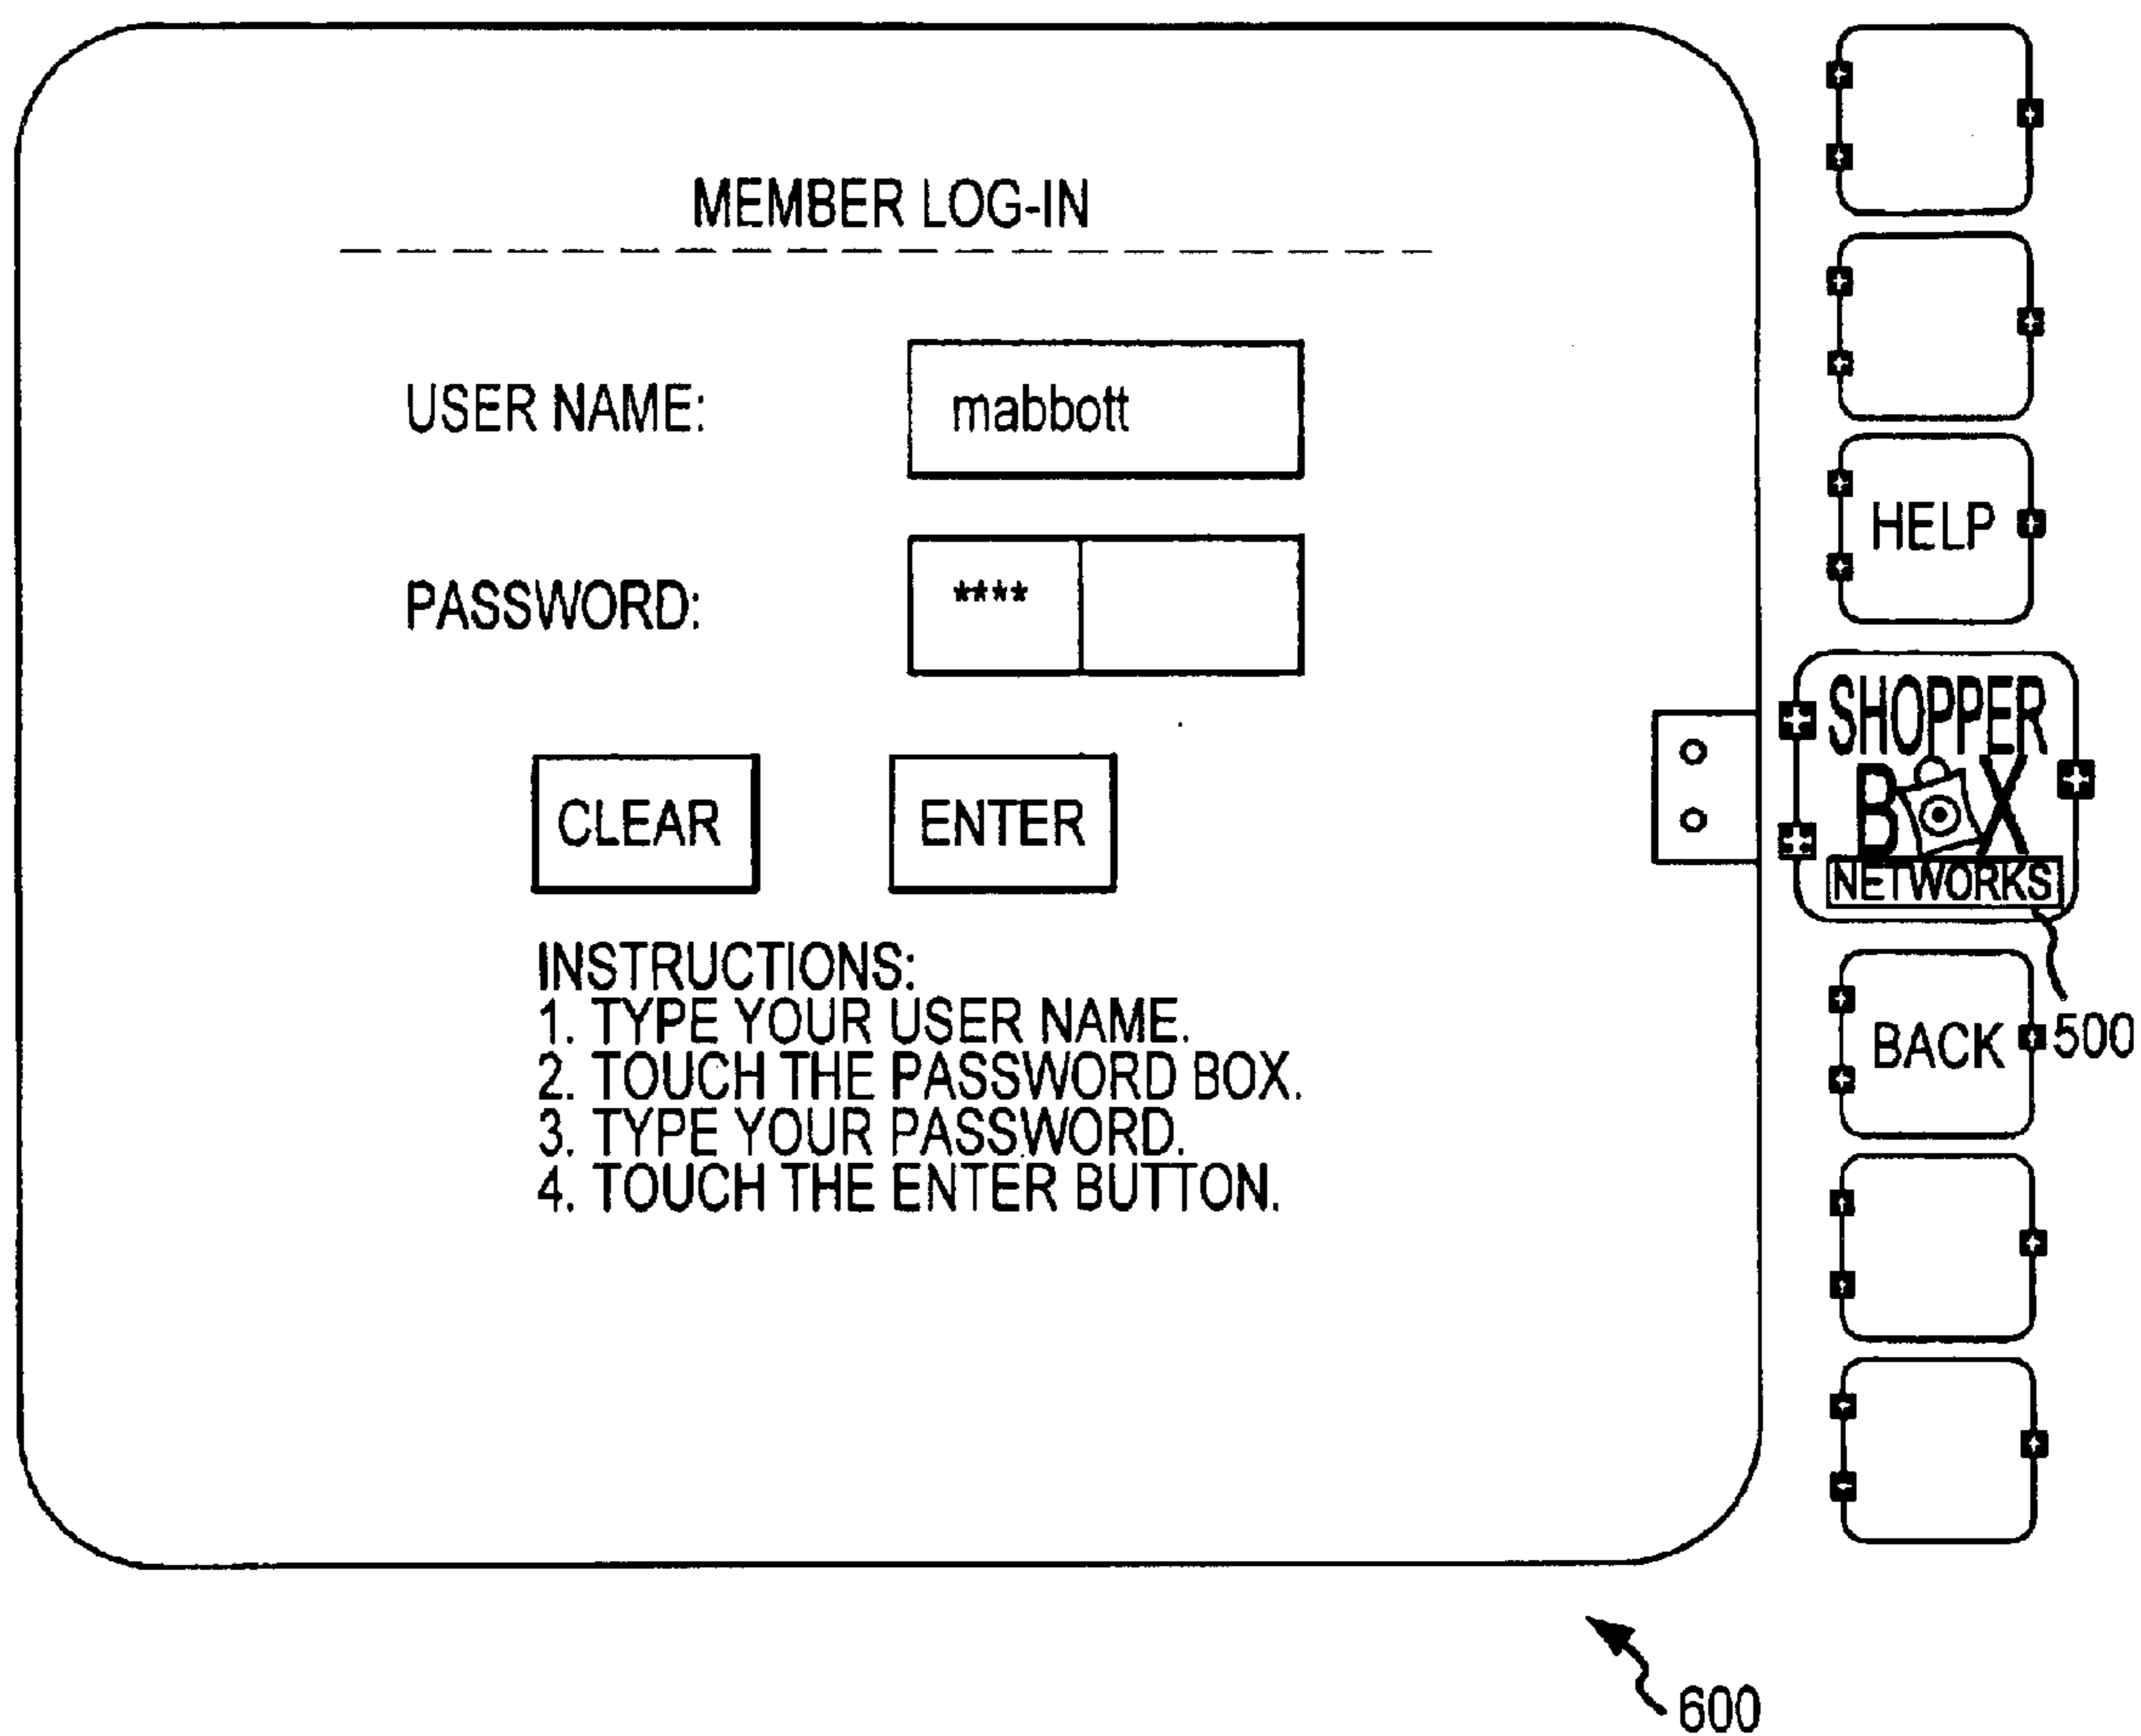 MEMBER LOG-IN
USER NAME: mabbott
PASSWORD: ****
CLEAR ENTER
INSTRUCTIONS:
1. TYPE YOUR USER NAME.
2. TOUCH THE PASSWORD BOX.
3. TYPE YOUR PASSWORD.
4. TOUCH THE ENTER BUTTON.
HELP
SHOPPER
BOX
NETWORKS
BACK
500
600